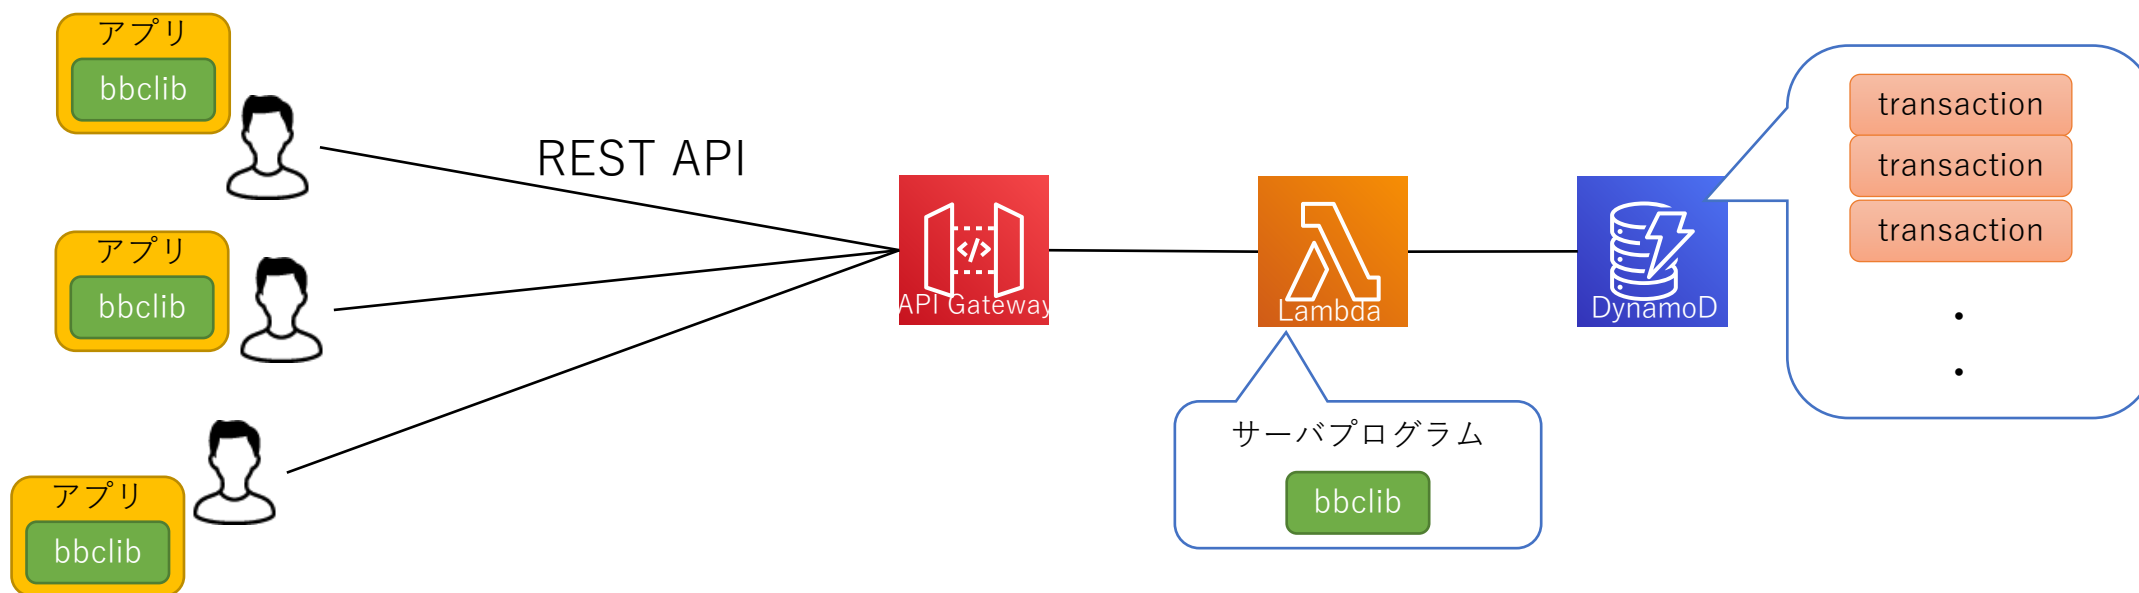 アプリ
bbclib
アプリ
bbclib
アプリ
bbclib
REST API
API Gateway
Lambda
サーバプログラム
bbclib
DynamoD
transaction
transaction
transaction
・
・